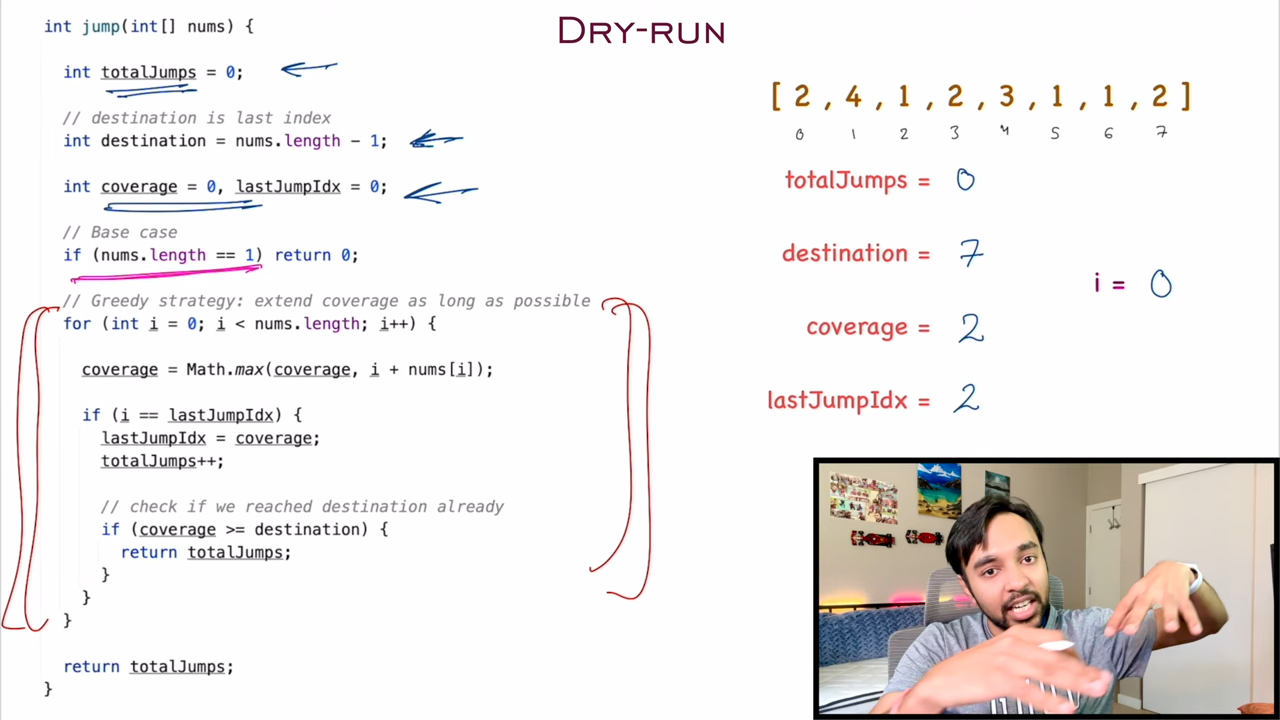 DRY-RUN
int jump(int[] nums) {
int totalJumps = 0;
// destination is last index
int destination = nums.length - 1;
int coverage = 0, lastJumpIdx = 0;
// Base case
if (nums.length == 1) return 0;
// Greedy strategy: extend coverage as long as possible
for (int i = 0; i < nums.length; i++) {
coverage = Math.max(coverage, i + nums[i]);
if (i == lastJumpIdx) {
lastJumpIdx = coverage;
totalJumps++;
// check if we reached destination already
if (coverage >= destination) {
return totalJumps;
}
}
}
return totalJumps;
}
[ 2 , 4 , 1 , 2 , 3 , 1 , 1 , 2 ]
0 1 2 3 4 5 6 7
totalJumps = 0
destination = 7
i = 0
coverage = 2
lastJumpIdx = 2